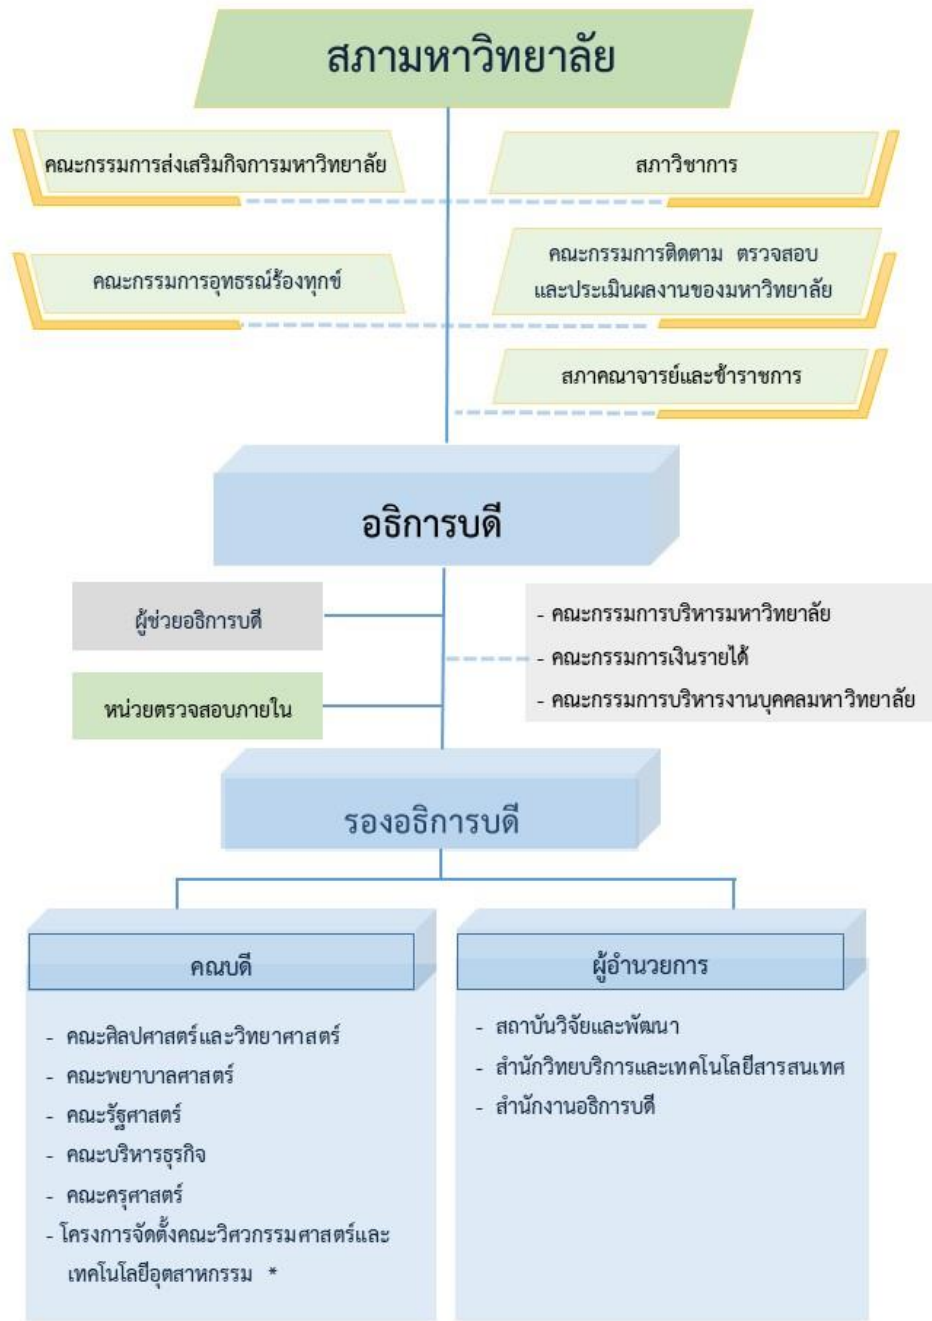 สภามหาวิทยาลัย
คณะกรรมการส่งเสริมกิจการมหาวิทยาลัย
สภาวิชาการ
คณะกรรมการอุทธรณ์ร้องทุกข์
คณะกรรมการติดตาม ตรวจสอบ
และประเมินผลงานของมหาวิทยาลัย
สภาคณาจารย์และข้าราชการ
อธิการบดี
ผู้ช่วยอธิการบดี
หน่วยตรวจสอบภายใน
- คณะกรรมการบริหารมหาวิทยาลัย
- คณะกรรมการเงินรายได้
- คณะกรรมการบริหารงานบุคคลมหาวิทยาลัย
รองอธิการบดี
คณบดี
- คณะศิลปศาสตร์และวิทยาศาสตร์
- คณะพยาบาลศาสตร์
- คณะรัฐศาสตร์
- คณะบริหารธุรกิจ
- คณะครุศาสตร์
- โครงการจัดตั้งคณะวิศวกรรมศาสตร์และ
เทคโนโลยีอุตสาหกรรม *
ผู้อำนวยการ
- สถาบันวิจัยและพัฒนา
- สำนักวิทยบริการและเทคโนโลยีสารสนเทศ
- สำนักงานอธิการบดี